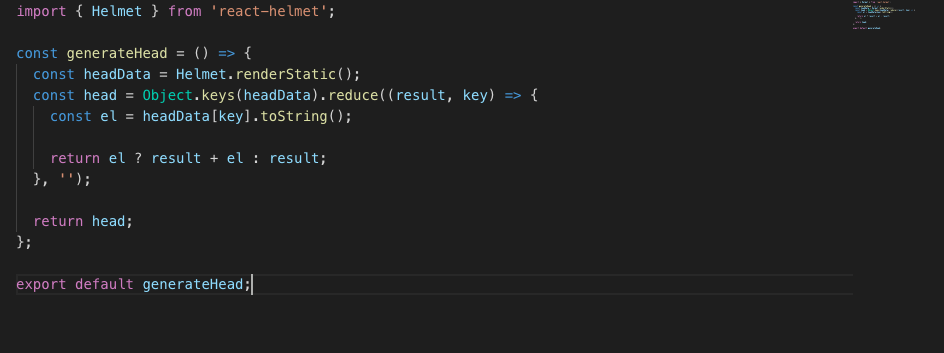 import { Helmet } from 'react-helmet';
const generateHead = () => {
const headData = Helmet.renderStatic();
const head = Object.keys(headData).reduce((result, key) => {
const el = headData[key].toString();
return el ? result + el : result;
}, '');
return head;
};
export default generateHead;